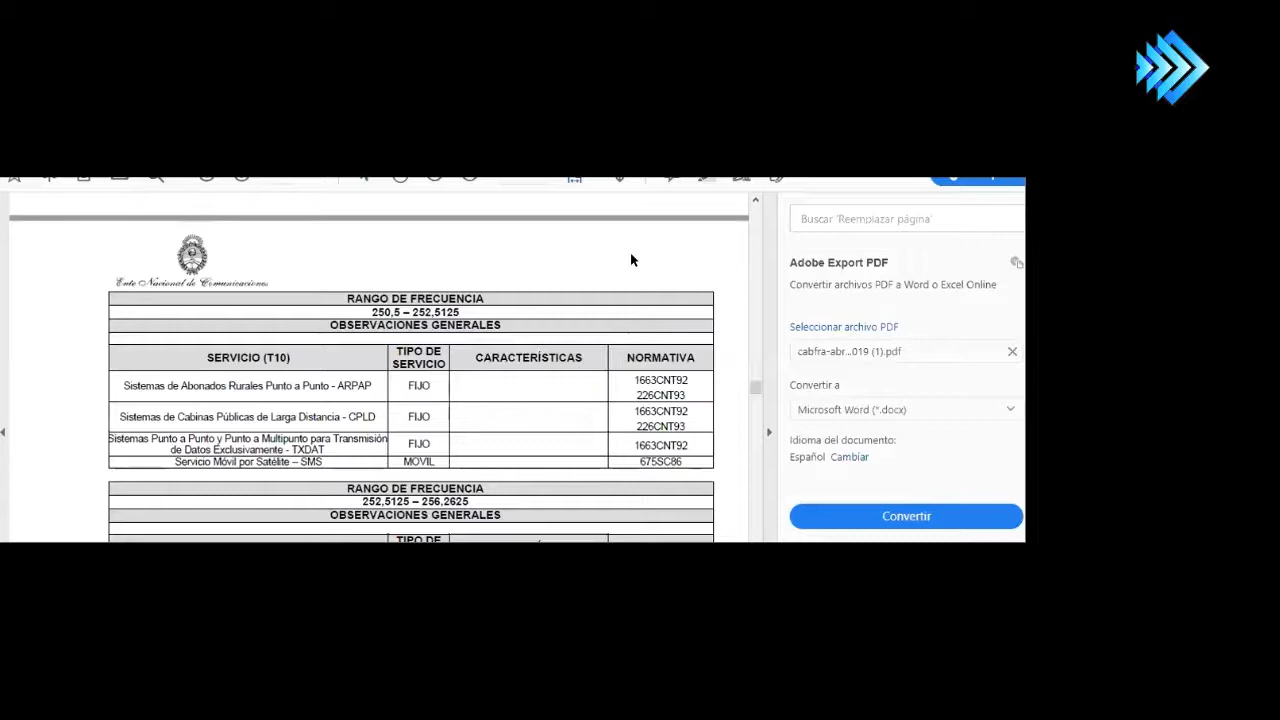 Buscar 'Reemplazar página'
Adobe Export PDF
Convertir archivos PDF a Word o Excel Online
Seleccionar archivo PDF
cabfra-abr...019 (1).pdf
Convertir a
Microsoft Word (*.docx)
Idioma del documento:
Español Cambiar
Convertir
Ente Nacional de Comunicaciones
RANGO DE FRECUENCIA
250,5 – 252,5125
OBSERVACIONES GENERALES
SERVICIO (T10) TIPO DE SERVICIO CARACTERÍSTICAS NORMATIVA
Sistemas de Abonados Rurales Punto a Punto - ARPAP FIJO 1663CNT92
226CNT93
Sistemas de Cabinas Públicas de Larga Distancia - CPLD FIJO 1663CNT92
226CNT93
Sistemas Punto a Punto y Punto a Multipunto para Transmisión
de Datos Exclusivamente - TXDAT FIJO 1663CNT92
Servicio Móvil por Satélite – SMS MOVIL 675SC86
RANGO DE FRECUENCIA
252,5125 – 256,2625
OBSERVACIONES GENERALES
TIPO DE